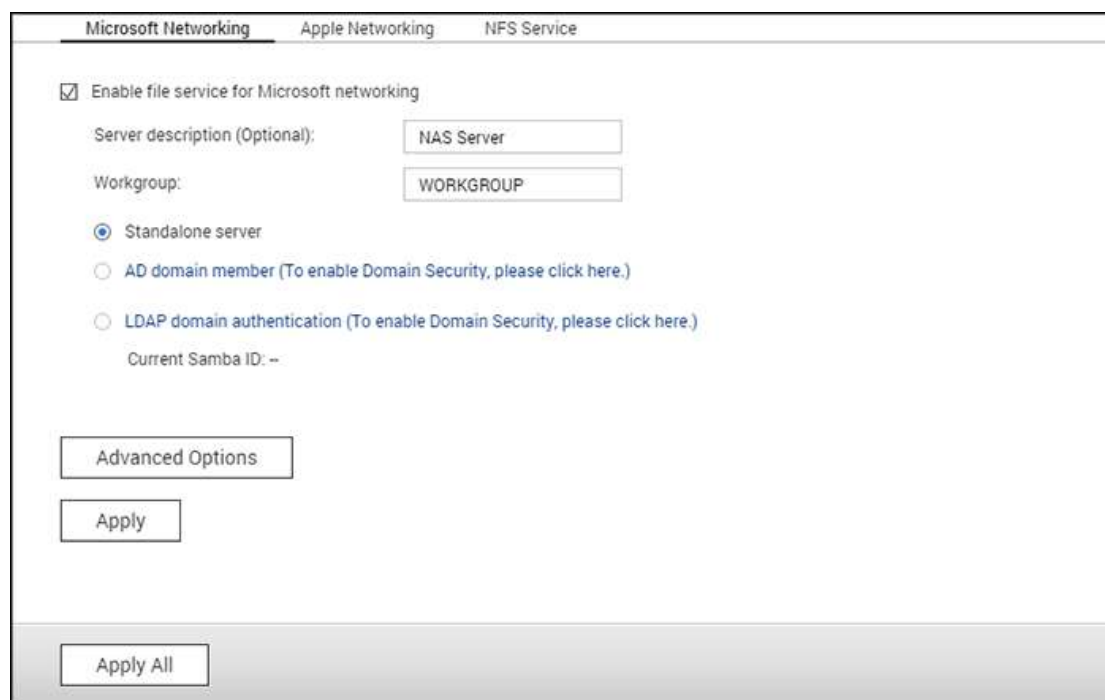 Microsoft Networking Apple Networking NFS Service
Enable file service for Microsoft networking
Server description (Optional): NAS Server
Workgroup: WORKGROUP
Standalone server
AD domain member (To enable Domain Security, please click here.)
LDAP domain authentication (To enable Domain Security, please click here.)
Current Samba ID: --
Advanced Options
Apply
Apply All